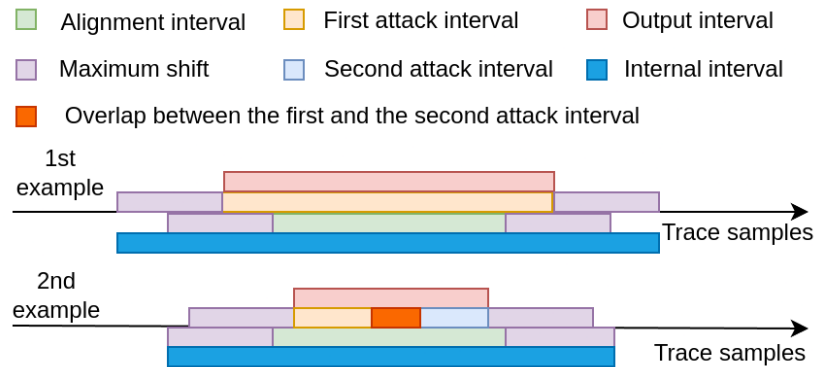 Alignment interval
First attack interval
Output interval
Maximum shift
Second attack interval
Internal interval
Overlap between the first and the second attack interval
1st
example
Trace samples
2nd
example
Trace samples